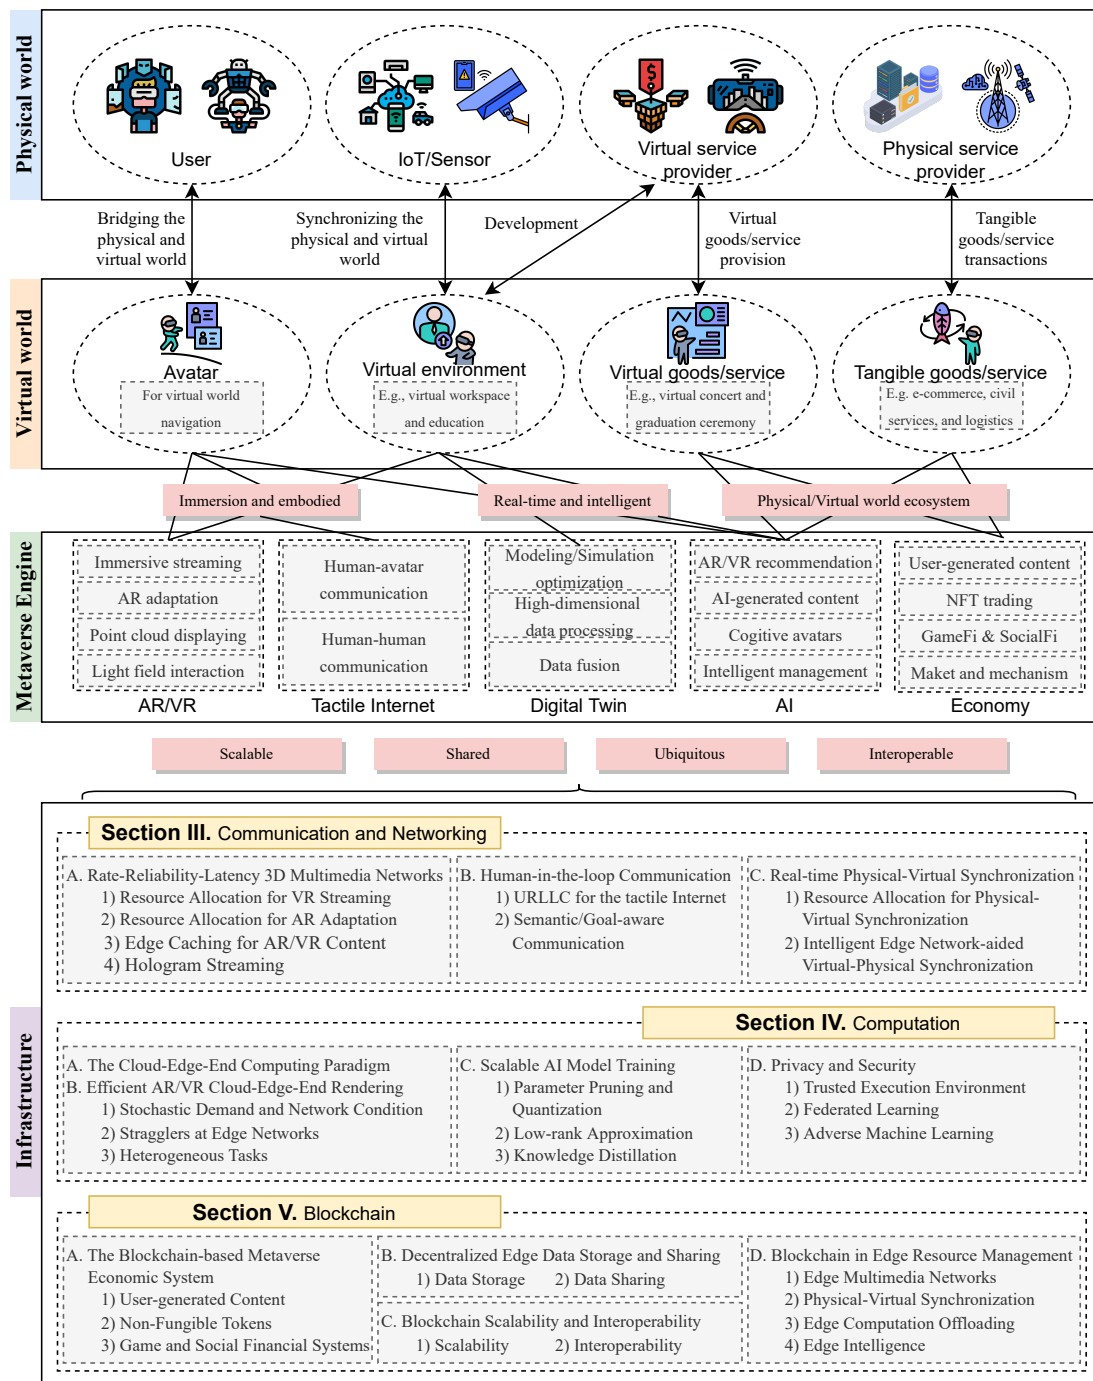 Physical world
User
IoT/Sensor
Virtual service
provider
Physical service
provider
Bridging the
physical and
virtual world
Synchronizing the
physical and virtual
world
Development
Virtual
goods/service
provision
Tangible
goods/service
transactions
Virtual world
Avatar
For virtual world
navigation
Virtual environment
E.g., virtual workspace
and education
Virtual goods/service
E.g., virtual concert and
graduation ceremony
Tangible goods/service
E.g. e-commerce, civil
services, and logistics
Immersion and embodied
Real-time and intelligent
Physical/Virtual world ecosystem
Metaverse Engine
Immersive streaming
AR adaptation
Point cloud displaying
Light field interaction
AR/VR
Human-avatar
communication
Human-human
communication
Tactile Internet
Modeling/Simulation
optimization
High-dimensional
data processing
Data fusion
Digital Twin
AR/VR recommendation
AI-generated content
Cogitive avatars
Intelligent management
AI
User-generated content
NFT trading
GameFi & SocialFi
Maket and mechanism
Economy
Scalable
Shared
Ubiquitous
Interoperable
Infrastructure
Section III. Communication and Networking
A. Rate-Reliability-Latency 3D Multimedia Networks
1) Resource Allocation for VR Streaming
2) Resource Allocation for AR Adaptation
3) Edge Caching for AR/VR Content
4) Hologram Streaming
B. Human-in-the-loop Communication
1) URLLC for the tactile Internet
2) Semantic/Goal-aware
Communication
C. Real-time Physical-Virtual Synchronization
1) Resource Allocation for Physical-
Virtual Synchronization
2) Intelligent Edge Network-aided
Virtual-Physical Synchronization
Section IV. Computation
A. The Cloud-Edge-End Computing Paradigm
B. Efficient AR/VR Cloud-Edge-End Rendering
1) Stochastic Demand and Network Condition
2) Stragglers at Edge Networks
3) Heterogeneous Tasks
C. Scalable AI Model Training
1) Parameter Pruning and
Quantization
2) Low-rank Approximation
3) Knowledge Distillation
D. Privacy and Security
1) Trusted Execution Environment
2) Federated Learning
3) Adverse Machine Learning
Section V. Blockchain
A. The Blockchain-based Metaverse
Economic System
1) User-generated Content
2) Non-Fungible Tokens
3) Game and Social Financial Systems
B. Decentralized Edge Data Storage and Sharing
1) Data Storage 2) Data Sharing
C. Blockchain Scalability and Interoperability
1) Scalability 2) Interoperability
D. Blockchain in Edge Resource Management
1) Edge Multimedia Networks
2) Physical-Virtual Synchronization
3) Edge Computation Offloading
4) Edge Intelligence